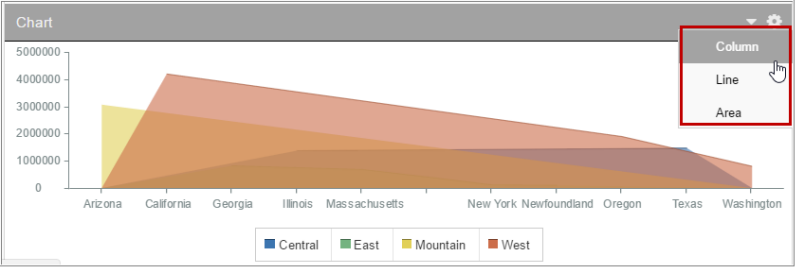 Chart
Column
Line
Area
5000000
4000000
3000000
2000000
1000000
0
Arizona California Georgia Illinois Massachusetts New York Newfoundland Oregon Texas Washington
Central East Mountain West